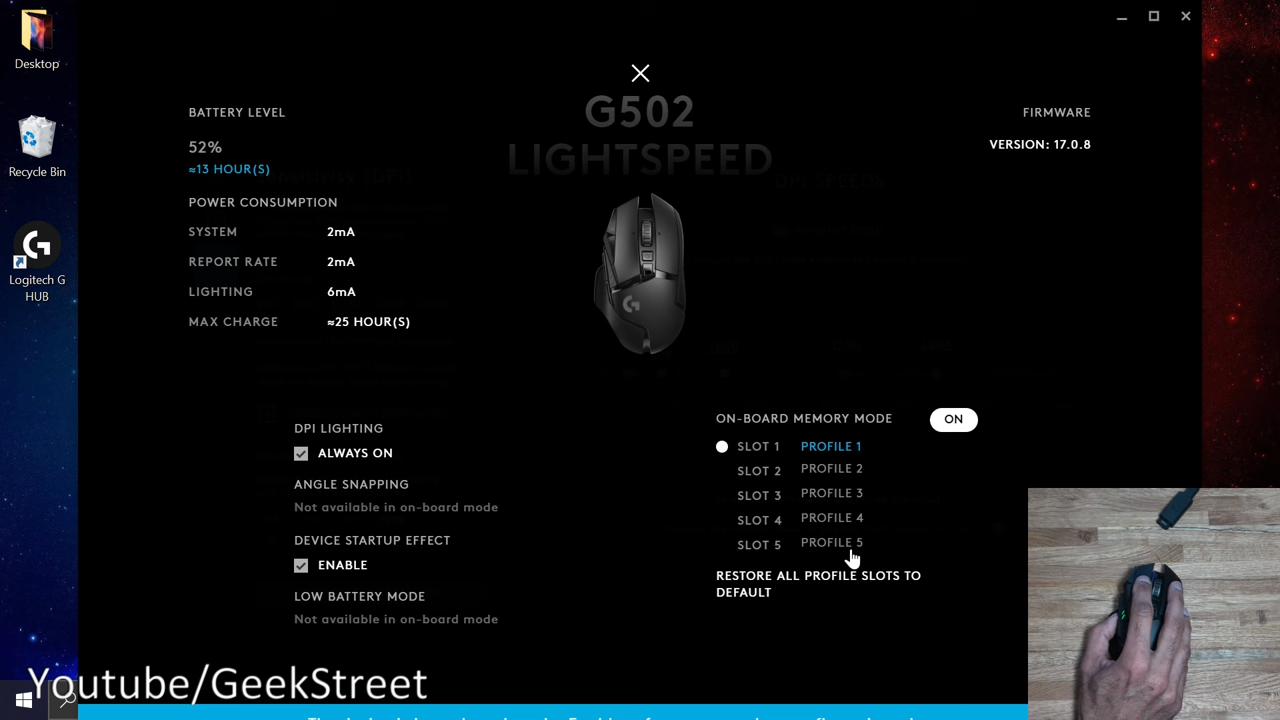 Desktop
Recycle Bin
Logitech G
HUB
BATTERY LEVEL
52%
≈13 HOUR(S)
POWER CONSUMPTION
SYSTEM 2mA
REPORT RATE 2mA
LIGHTING 6mA
MAX CHARGE ≈25 HOUR(S)
G502
LIGHTSPEED
FIRMWARE
VERSION: 17.0.8
DPI LIGHTING
ALWAYS ON
ANGLE SNAPPING
Not available in on-board mode
DEVICE STARTUP EFFECT
ENABLE
LOW BATTERY MODE
Not available in on-board mode
ON-BOARD MEMORY MODE ON
SLOT 1 PROFILE 1
SLOT 2 PROFILE 2
SLOT 3 PROFILE 3
SLOT 4 PROFILE 4
SLOT 5 PROFILE 5
RESTORE ALL PROFILE SLOTS TO
DEFAULT
Youtube/GeekStreet